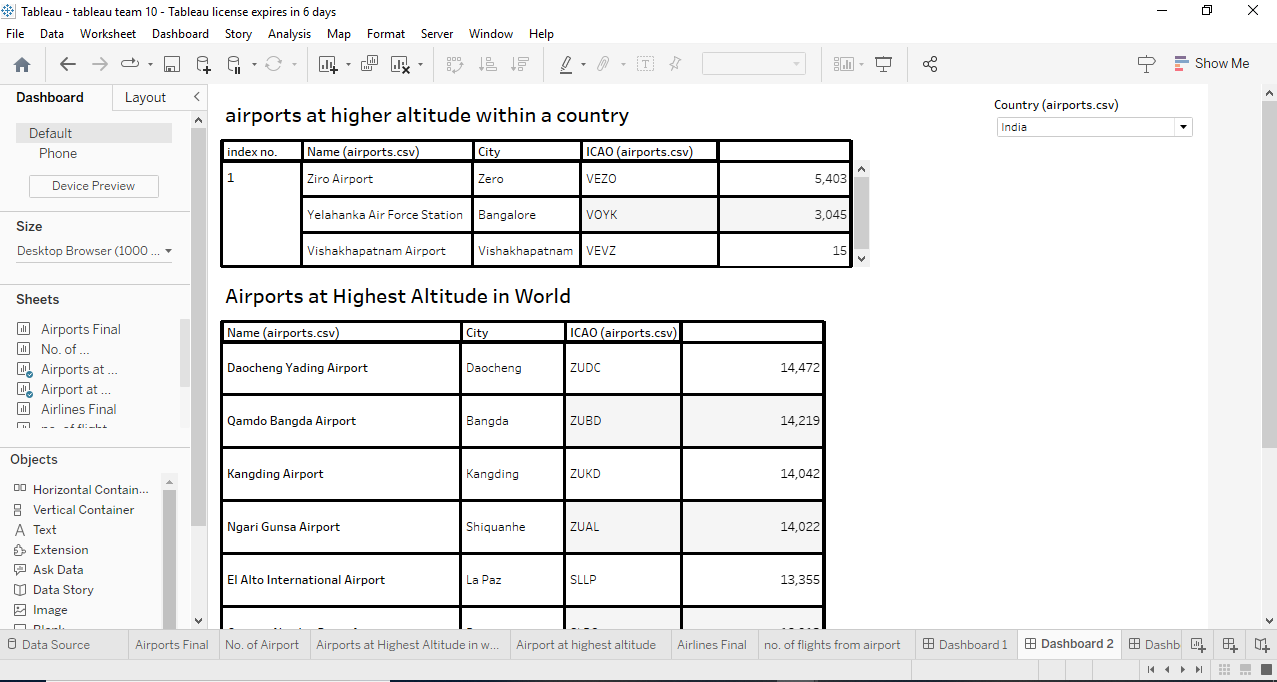 Tableau - tableau team 10 - Tableau license expires in 6 days
File Data Worksheet Dashboard Story Analysis Map Format Server Window Help
Show Me
Dashboard Layout
Default
Phone
Device Preview
Size
Desktop Browser (1000 ...
Sheets
Airports Final
No. of ...
Airports at ...
Airport at ...
Airlines Final
no. of flight
Objects
Horizontal Contain...
Vertical Container
Text
Extension
Ask Data
Data Story
Image
airports at higher altitude within a country
index no. Name (airports.csv) City ICAO (airports.csv)
1 Ziro Airport Zero VEZO 5,403
Yelahanka Air Force Station Bangalore VOYK 3,045
Vishakhapatnam Airport Vishakhapatnam VEVZ 15
Country (airports.csv)
India
Airports at Highest Altitude in World
Name (airports.csv) City ICAO (airports.csv)
Daocheng Yading Airport Daocheng ZUDC 14,472
Qamdo Bangda Airport Bangda ZUBD 14,219
Kangding Airport Kangding ZUKD 14,042
Ngari Gunsa Airport Shiquanhe ZUAL 14,022
El Alto International Airport La Paz SLLP 13,355
Data Source Airports Final No. of Airport Airports at Highest Altitude in w... Airport at highest altitude Airlines Final no. of flights from airport Dashboard 1 Dashboard 2 Dashb